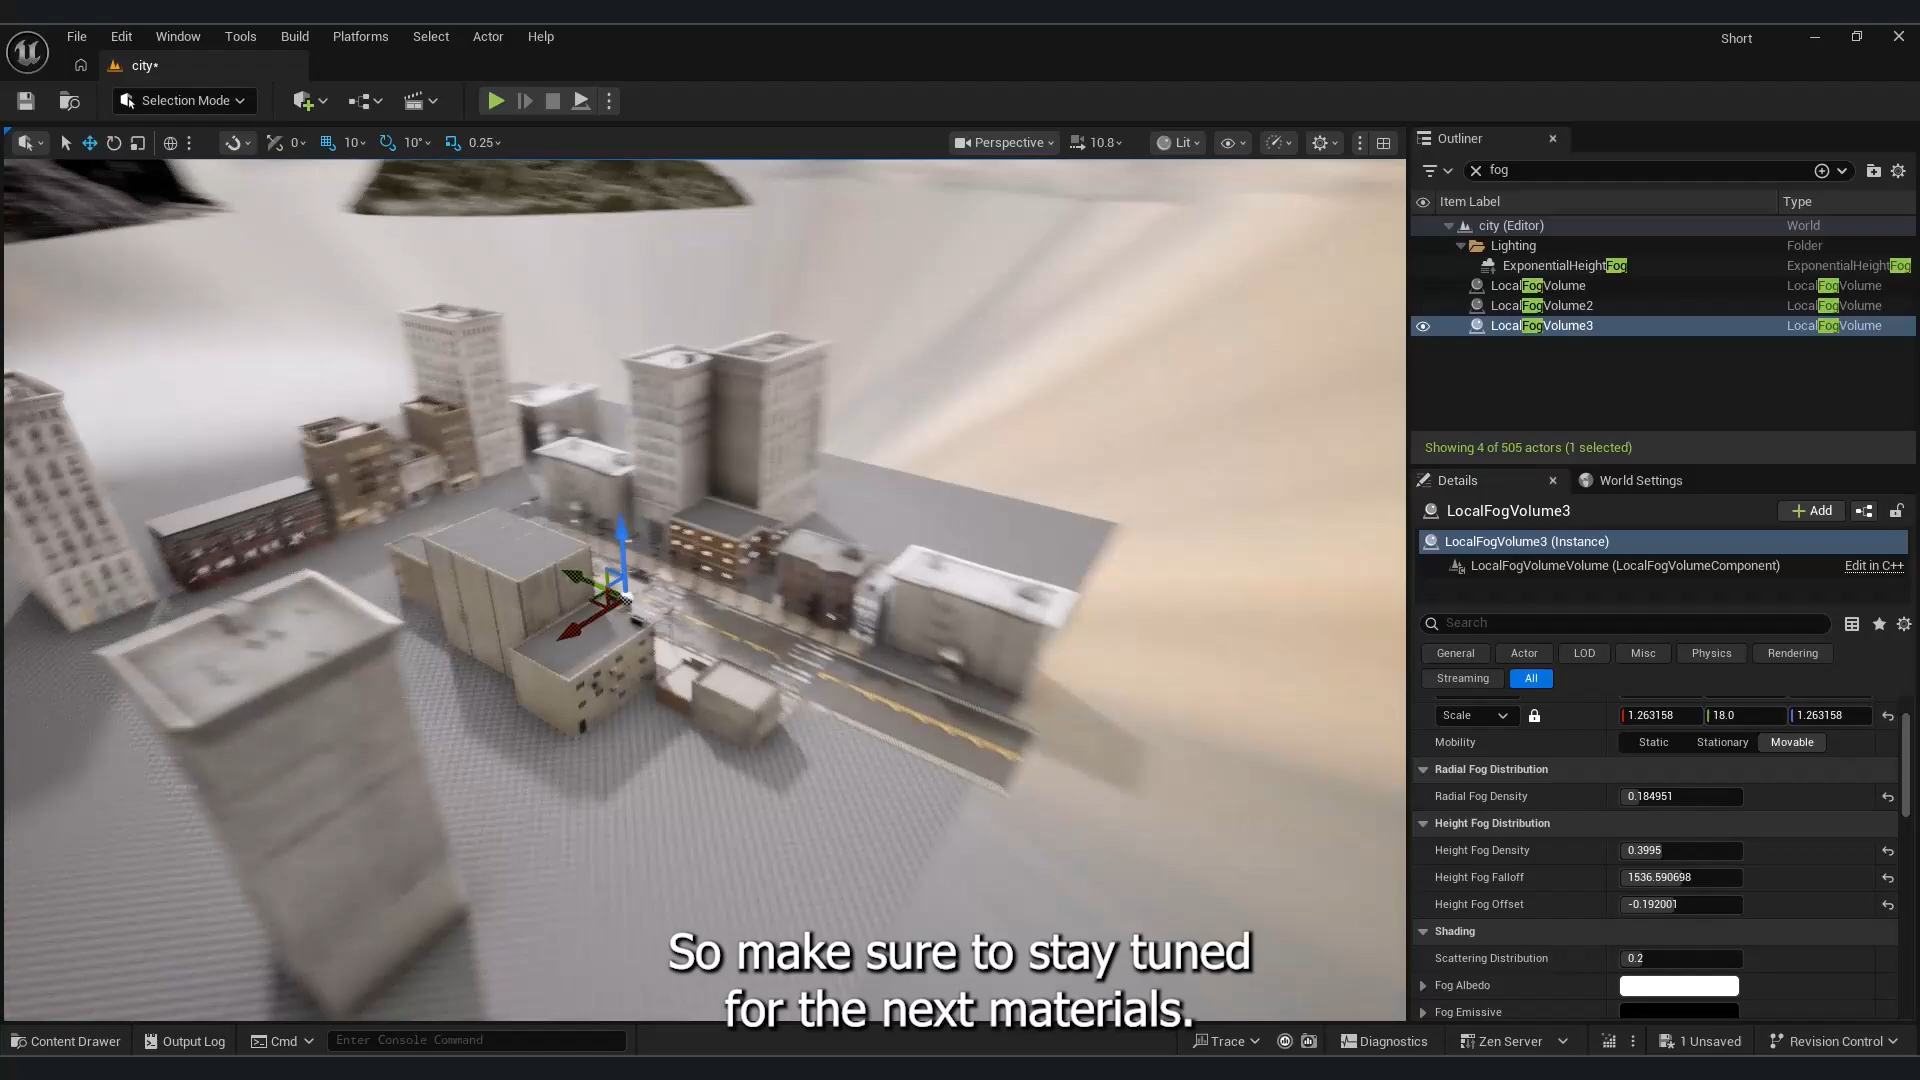 File Edit Window Tools Build Platforms Select Actor Help
Short
city*
Selection Mode
0 10 10° 0.25
Perspective 10.8 Lit
Outliner
fog
Item Label Type
city (Editor) World
Lighting Folder
ExponentialHeightFog ExponentialHeightFog
LocalFogVolume LocalFogVolume
LocalFogVolume2 LocalFogVolume
LocalFogVolume3 LocalFogVolume
Showing 4 of 505 actors (1 selected)
Details World Settings
LocalFogVolume3 Add
LocalFogVolume3 (Instance)
LocalFogVolumeVolume (LocalFogVolumeComponent) Edit in C++
Search
General Actor LOD Misc Physics Rendering
Streaming All
Scale 1.263158 18.0 1.263158
Mobility Static Stationary Movable
Radial Fog Distribution
Radial Fog Density 0.184951
Height Fog Distribution
Height Fog Density 0.3995
Height Fog Falloff 1536.590698
Height Fog Offset -0.192001
Shading
Scattering Distribution 0.2
Fog Albedo
Fog Emissive
So make sure to stay tuned
for the next materials.
Content Drawer Output Log Cmd Enter Console Command Trace Diagnostics Zen Server 1 Unsaved Revision Control